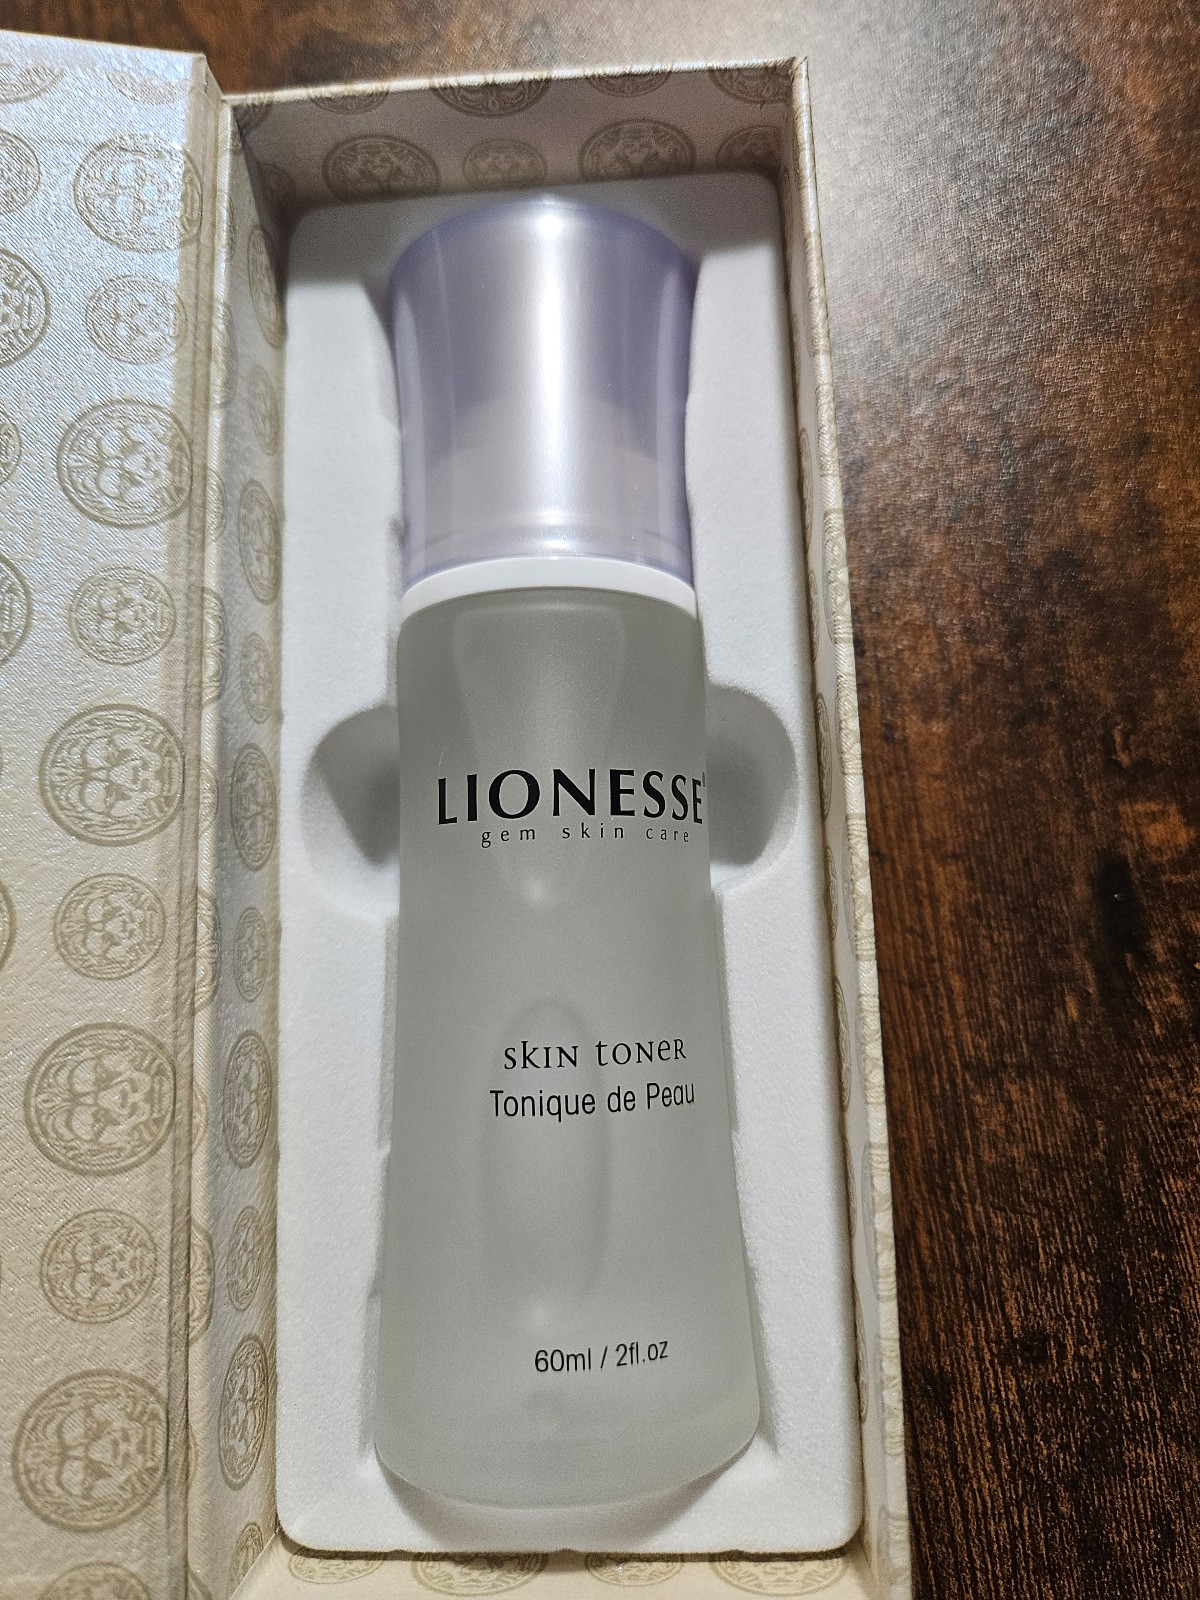 LIONESSE®
gem skin care
skin toner
Tonique de Peau
60ml / 2fl.oz